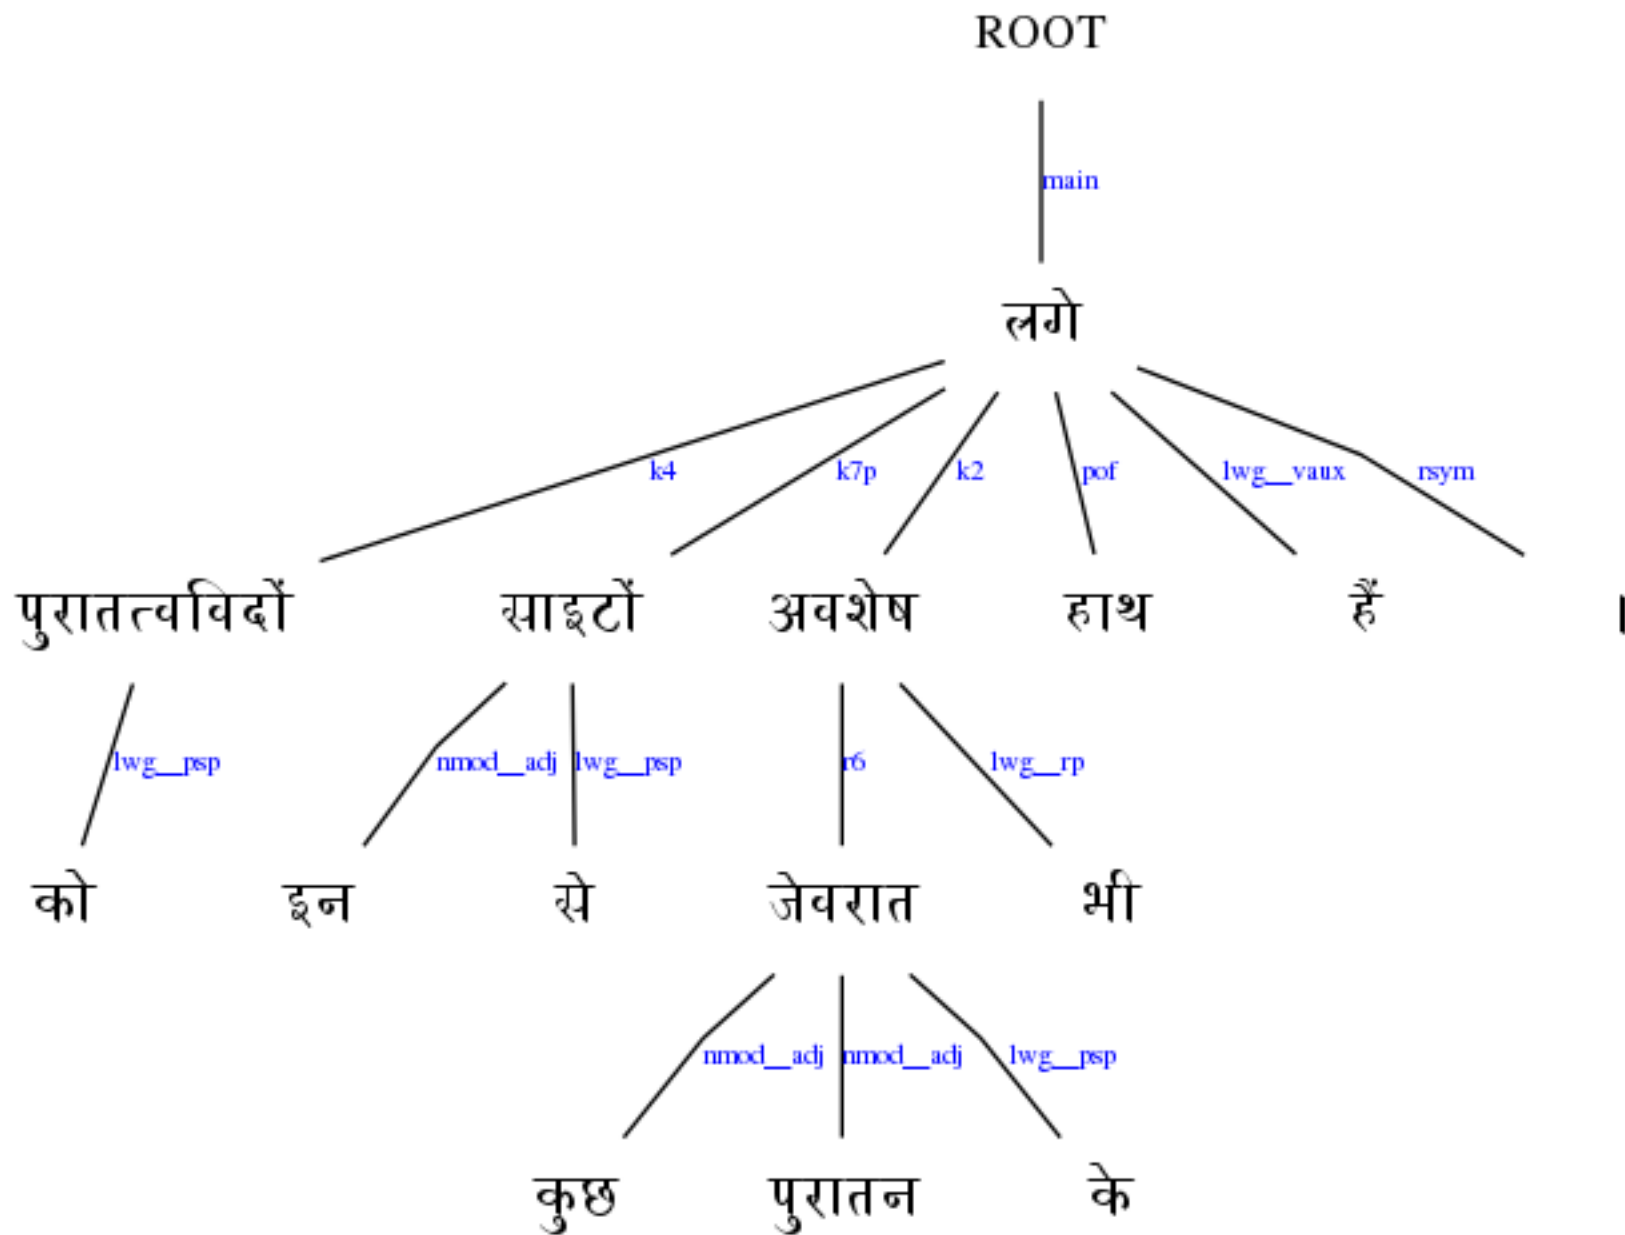 ROOT
main
लगे
k4 k7p k2 pof lwg__vaux rsym
पुरातत्वविदों साइटों अवशेष हाथ हैं ।
lwg__psp nmod__adj lwg__psp r6 lwg__rp
को इन से जेवरात भी
nmod__adj nmod__adj lwg__psp
कुछ पुरातन के